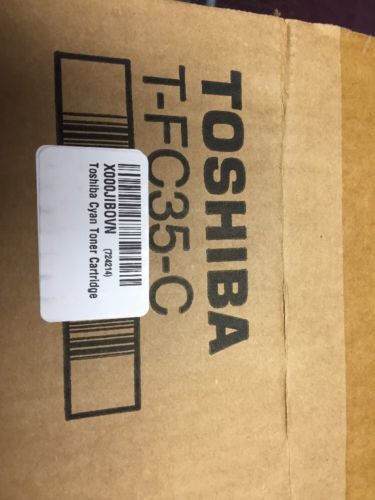 TOSHIBA
T-FC35-C
X000JIBOVN (724214)
Toshiba Cyan Toner Cartridge